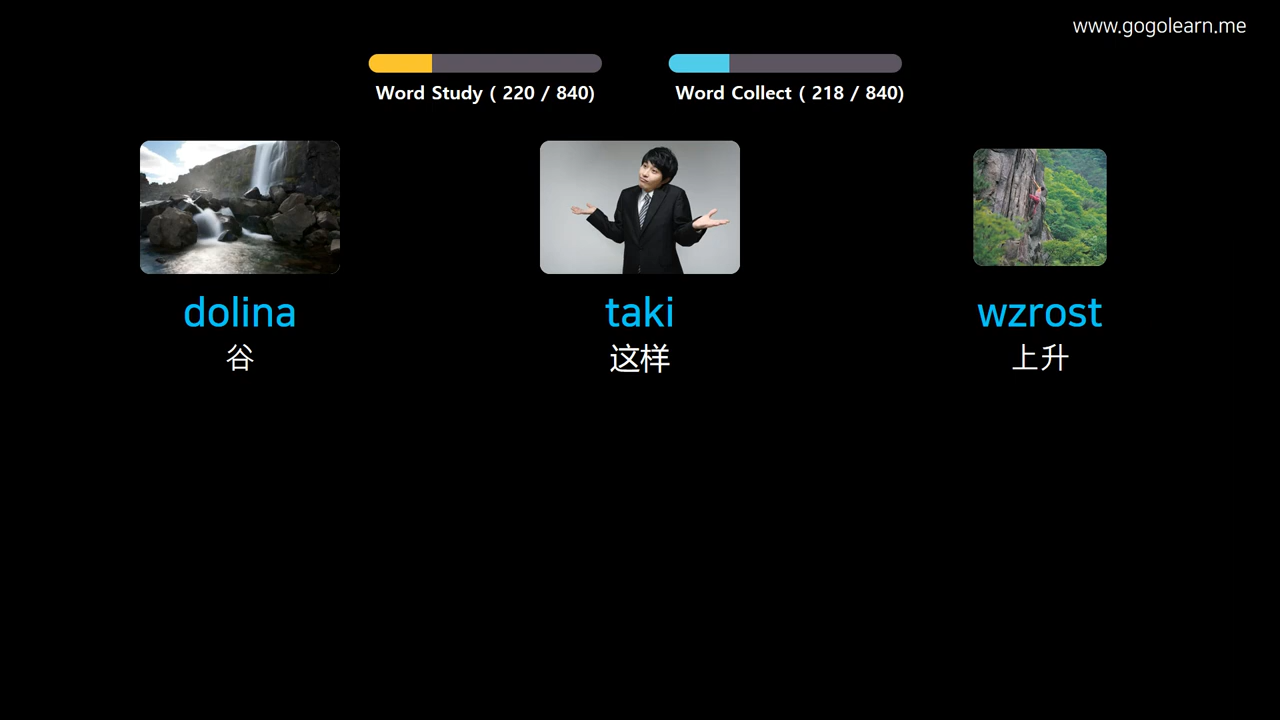 www.gogolearn.me
Word Study ( 220 / 840)
Word Collect ( 218 / 840)
dolina
谷
taki
这样
wzrost
上升